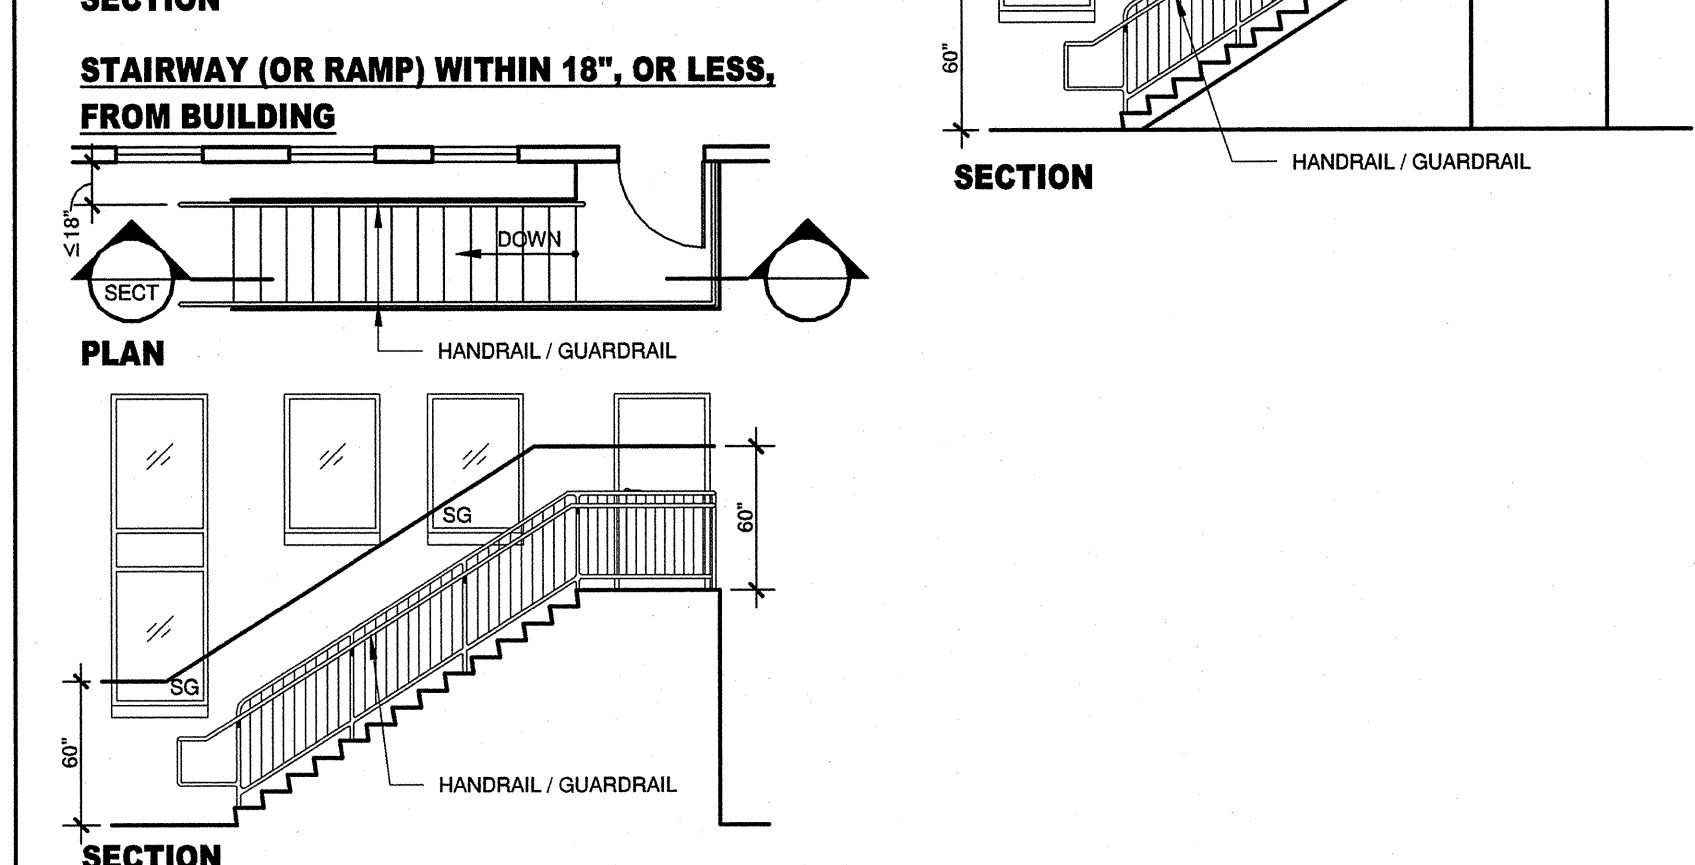 SECTION
STAIRWAY (OR RAMP) WITHIN 18", OR LESS,
FROM BUILDING
≤18"
DOWN
SECT
PLAN
HANDRAIL / GUARDRAIL
SG
60"
SG
60"
HANDRAIL / GUARDRAIL
SECTION
60"
HANDRAIL / GUARDRAIL
SECTION